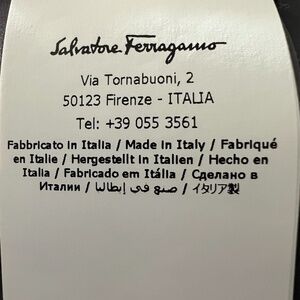 Salvatore Ferragamo
Via Tornabuoni, 2
50123 Firenze - ITALIA
Tel: +39 055 3561
Fabbricato in Italia / Made in Italy / Fabriqué
en Italie / Hergestellt in Italien / Hecho en
Italia / Fabricado em Itália / Сделано в
Италии / صنع في إيطاليا / イタリア製